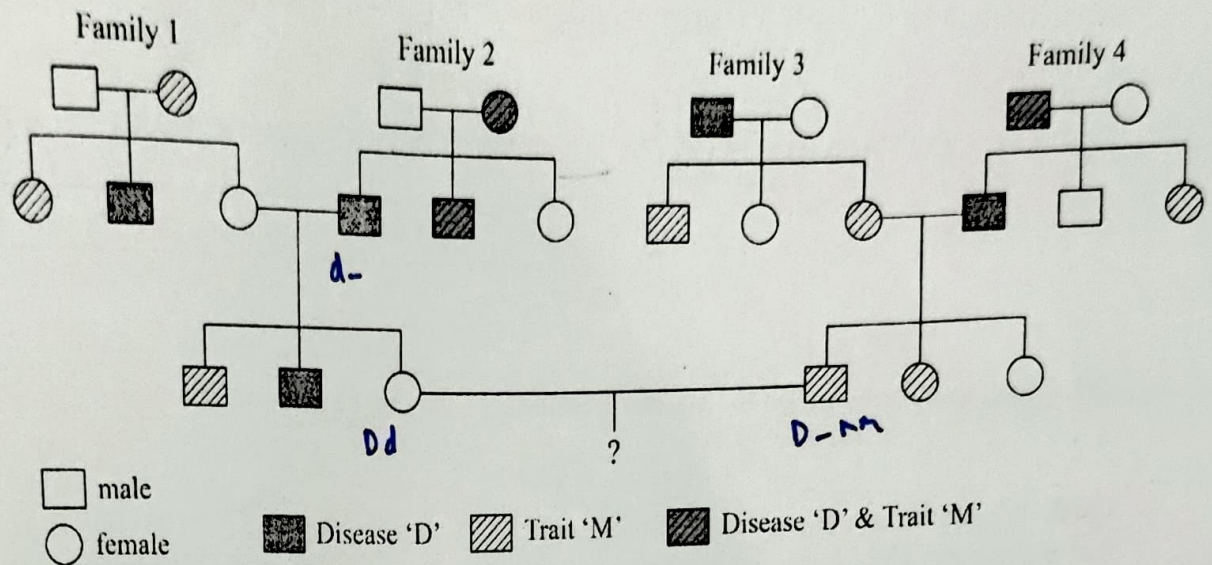 Family 1
Family 2
Family 3
Family 4
d-
Dd
D-mm
?
male
female
Disease 'D'
Trait 'M'
Disease 'D' & Trait 'M'